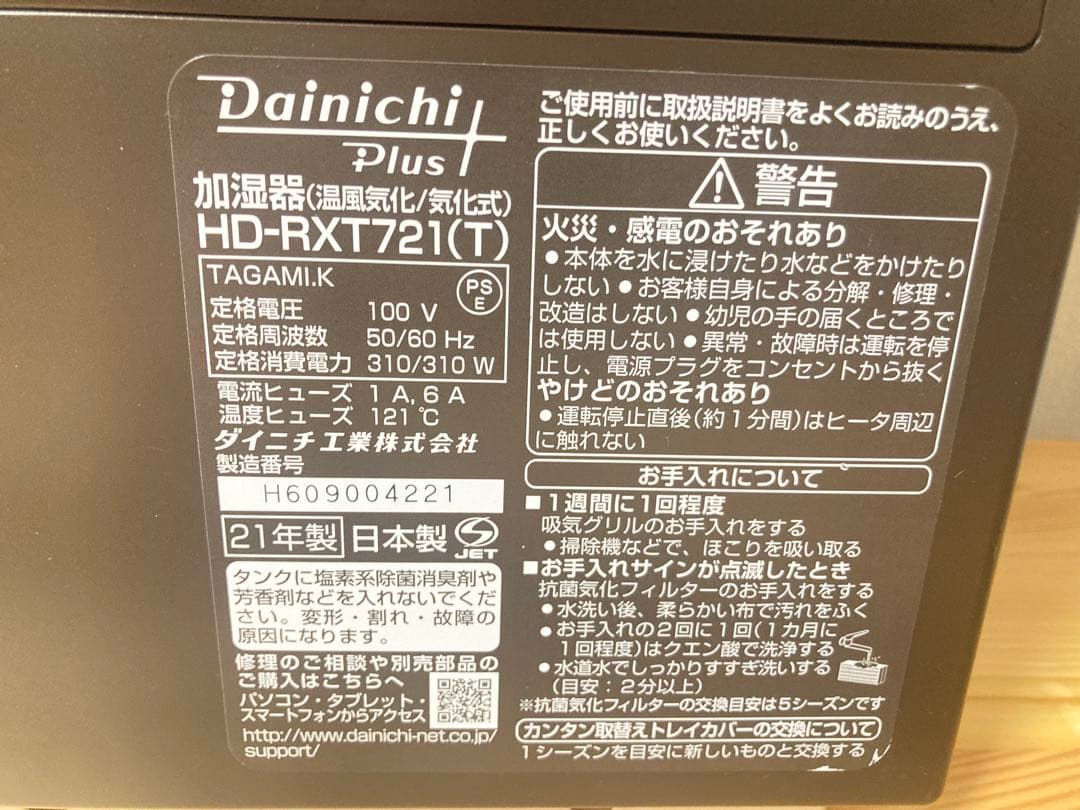 Dainichi
Plus
加湿器(温風気化/気化式)
HD-RXT721(T)
TAGAMI.K
PS
E
定格電圧 100 V
定格周波数 50/60 Hz
定格消費電力 310/310 W
電流ヒューズ 1 A, 6 A
温度ヒューズ 121 ℃
ダイニチ工業株式会社
製造番号
H609004221
21年製 日本製
JET
タンクに塩素系除菌消臭剤や
芳香剤などを入れないでくだ
さい。変形・割れ・故障の
原因になります。
修理のご相談や別売部品の
ご購入はこちらへ
パソコン・タブレット・
スマートフォンからアクセス
http://www.dainichi-net.co.jp/
support/
ご使用前に取扱説明書をよくお読みのうえ、
正しくお使いください。
警告
火災・感電のおそれあり
●本体を水に浸けたり水などをかけたり
しない ●お客様自身による分解・修理・
改造はしない ●幼児の手の届くところで
は使用しない ●異常・故障時は運転を停
止し、電源プラグをコンセントから抜く
やけどのおそれあり
●運転停止直後(約1分間)はヒータ周辺
に触れない
お手入れについて
■1週間に1回程度
吸気グリルのお手入れをする
●掃除機などで、ほこりを吸い取る
■お手入れサインが点滅したとき
抗菌気化フィルターのお手入れをする
●水洗い後、柔らかい布で汚れをふく
●お手入れの2回に1回(1カ月に
1回程度)はクエン酸で洗浄する
●水道水でしっかりすすぎ洗いする
(目安:2分以上)
※抗菌気化フィルターの交換目安は5シーズンです
カンタン取替えトレイカバーの交換について
1シーズンを目安に新しいものと交換する